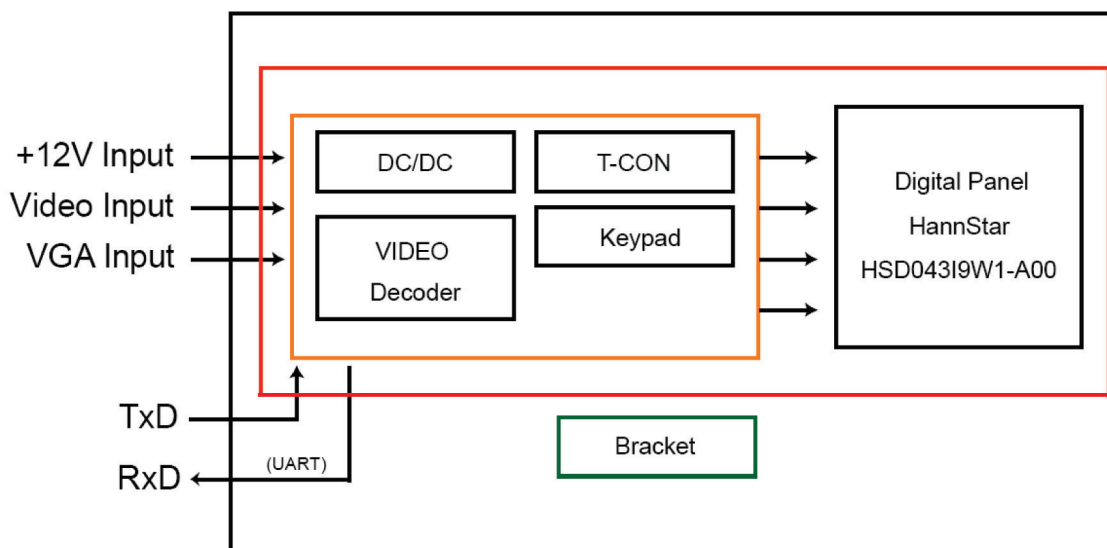 +12V Input
Video Input
VGA Input
TxD
RxD
(UART)
DC/DC
T-CON
VIDEO
Decoder
Keypad
Digital Panel
HannStar
HSD043I9W1-A00
Bracket